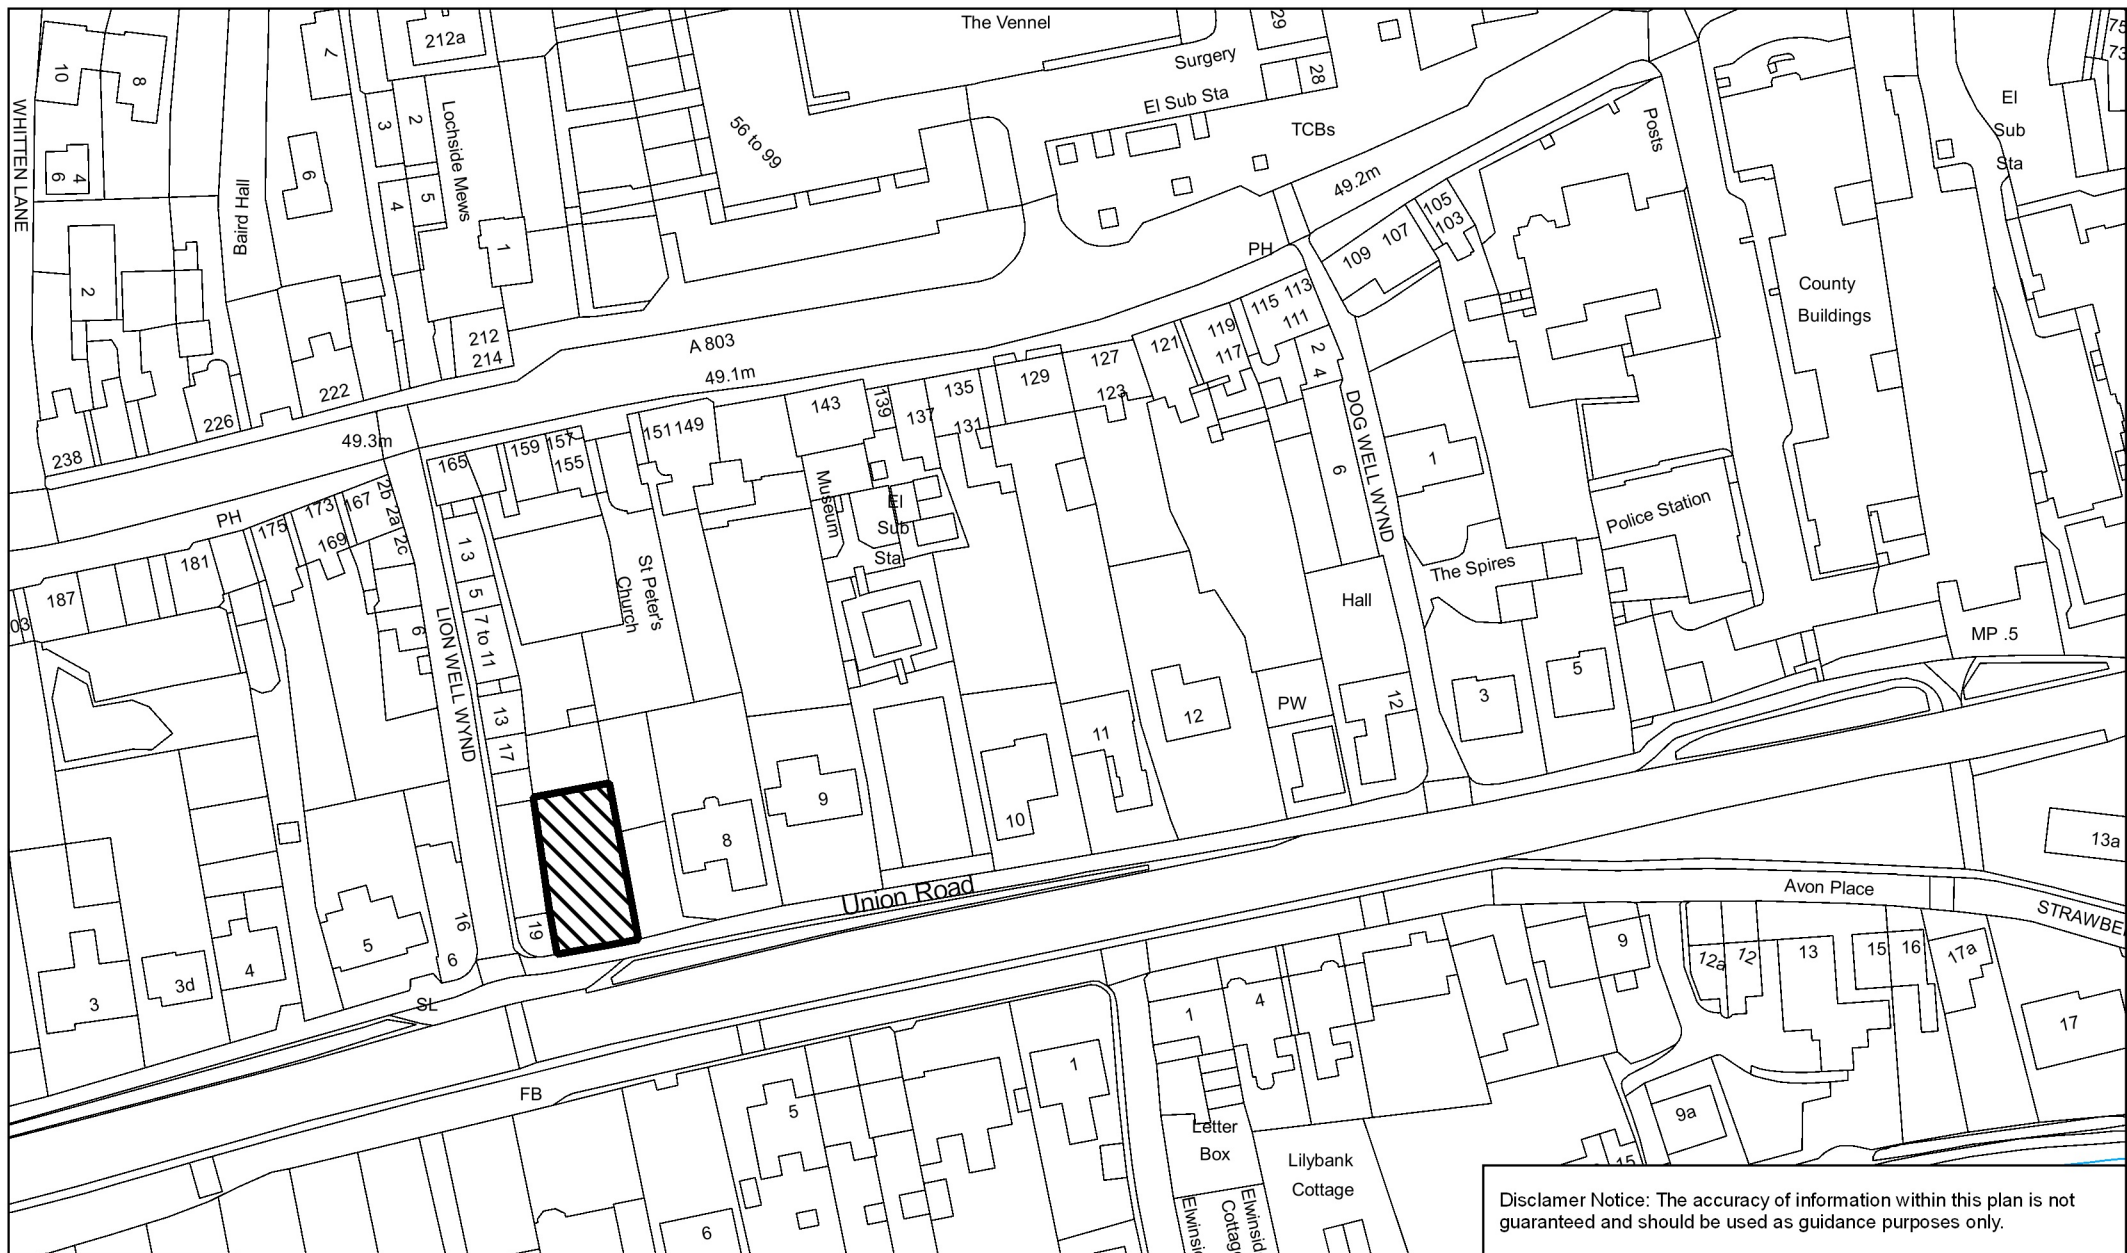 The Vennel
29
75
73
212a
7
10
8
Surgery
28
El Sub Sta
TCBs
56 to 99
WHITTEN LANE
3
2
Lochside Mews
6
6 4
4
5
Baird Hall
1
Posts
El
Sub
Sta
49.2m
105
103
107
109
PH
County
Buildings
2
212
214
A 803
49.1m
222
226
238
49.3m
113
115
111
119
117
121
2 4
127
123
129
135
131
137
139
143
151 149
157
155
159
165
DOG WELL WYND
6
1
Museum
El
Sub
Sta
Police Station
The Spires
Hall
2b 2a 2c
167
173
169
175
PH
181
187
03
1 3
5
7 to 11
13
17
6
LION WELL WYND
St Peter's
Church
MP .5
3
5
12
PW
12
11
10
9
8
16
6
19
5
4
3d
3
SL
Union Road
13a
Avon Place
STRAWBE
9
12a
12
13
15
16
17a
17
1
4
FB
5
1
6
9a
15
Letter
Box
Lilybank
Cottage
Elwinsi
Cottag
Elwinsid
Disclamer Notice: The accuracy of information within this plan is not
guaranteed and should be used as guidance purposes only.